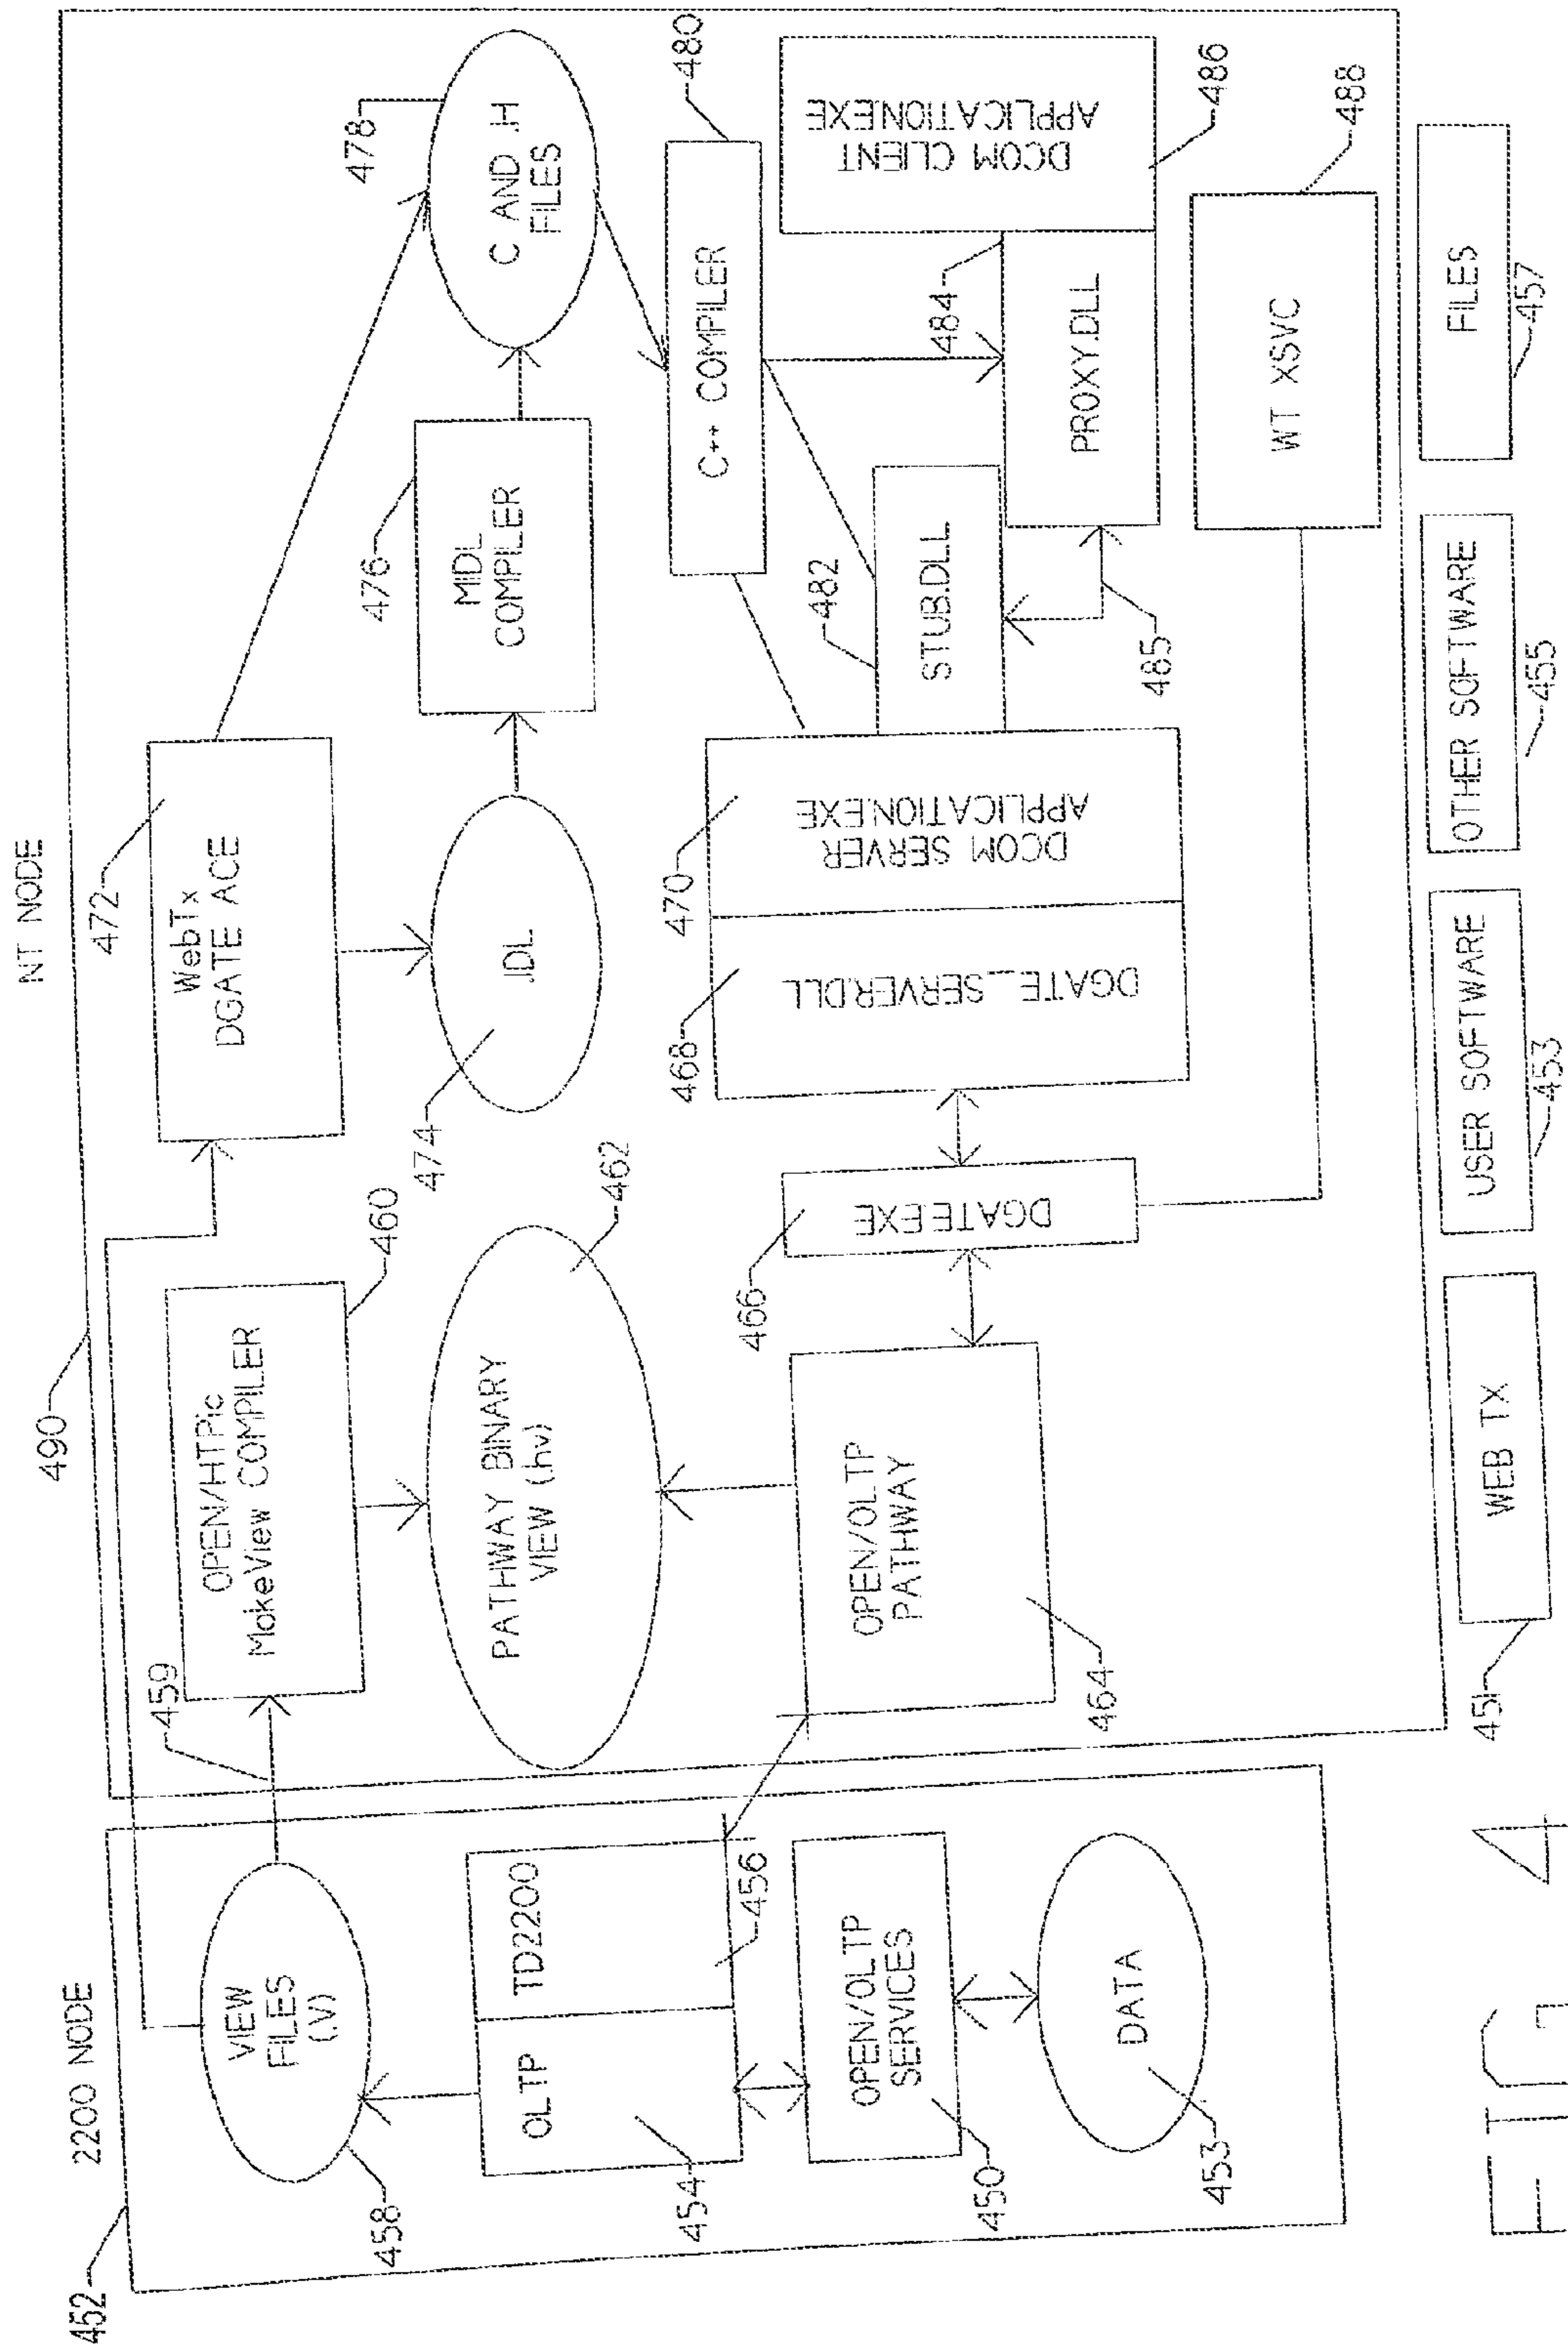 NT NODE
490
2200 NODE
452
VIEW
FILES
(.V)
458
459
OPEN/HTPic
MakeView COMPILER
460
472
WebTx
DGATE ACE
OLTP
TD2200
454
456
PATHWAY BINARY
VIEW (.hv)
462
474
.IDL
476
MIDL
COMPILER
478
C AND .H
FILES
480
C++ COMPILER
OPEN/OLTP
SERVICES
450
DATA
453
OPEN/OLTP
PATHWAY
464
466
DGATE.EXE
468
DGATE_SERVER.DLL
470
DCOM SERVER
APPLICATION.EXE
482
STUB.DLL
484
PROXY.DLL
485
DCOM CLIENT
APPLICATION.EXE
486
WT XSVC
488
WEB TX
451
USER SOFTWARE
453
OTHER SOFTWARE
455
FILES
457
FIG. 4